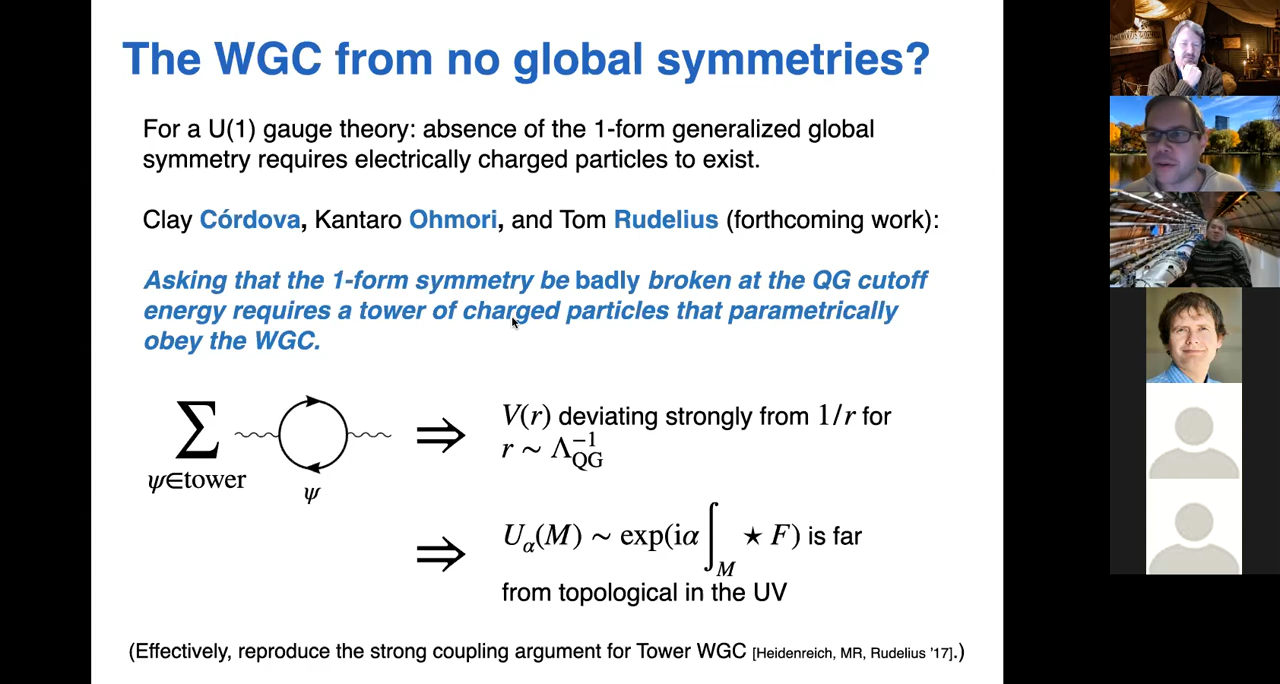 The WGC from no global symmetries?
For a U(1) gauge theory: absence of the 1-form generalized global
symmetry requires electrically charged particles to exist.
Clay Córdova, Kantaro Ohmori, and Tom Rudelius (forthcoming work):
Asking that the 1-form symmetry be badly broken at the QG cutoff
energy requires a tower of charged particles that parametrically
obey the WGC.
∑
ψ∈tower
ψ
⇒ V(r) deviating strongly from 1/r for
r ~ Λ_QG^{-1}
⇒ U_α(M) ~ exp(iα ∫_M ⋆ F) is far
from topological in the UV
(Effectively, reproduce the strong coupling argument for Tower WGC [Heidenreich, MR, Rudelius '17].)